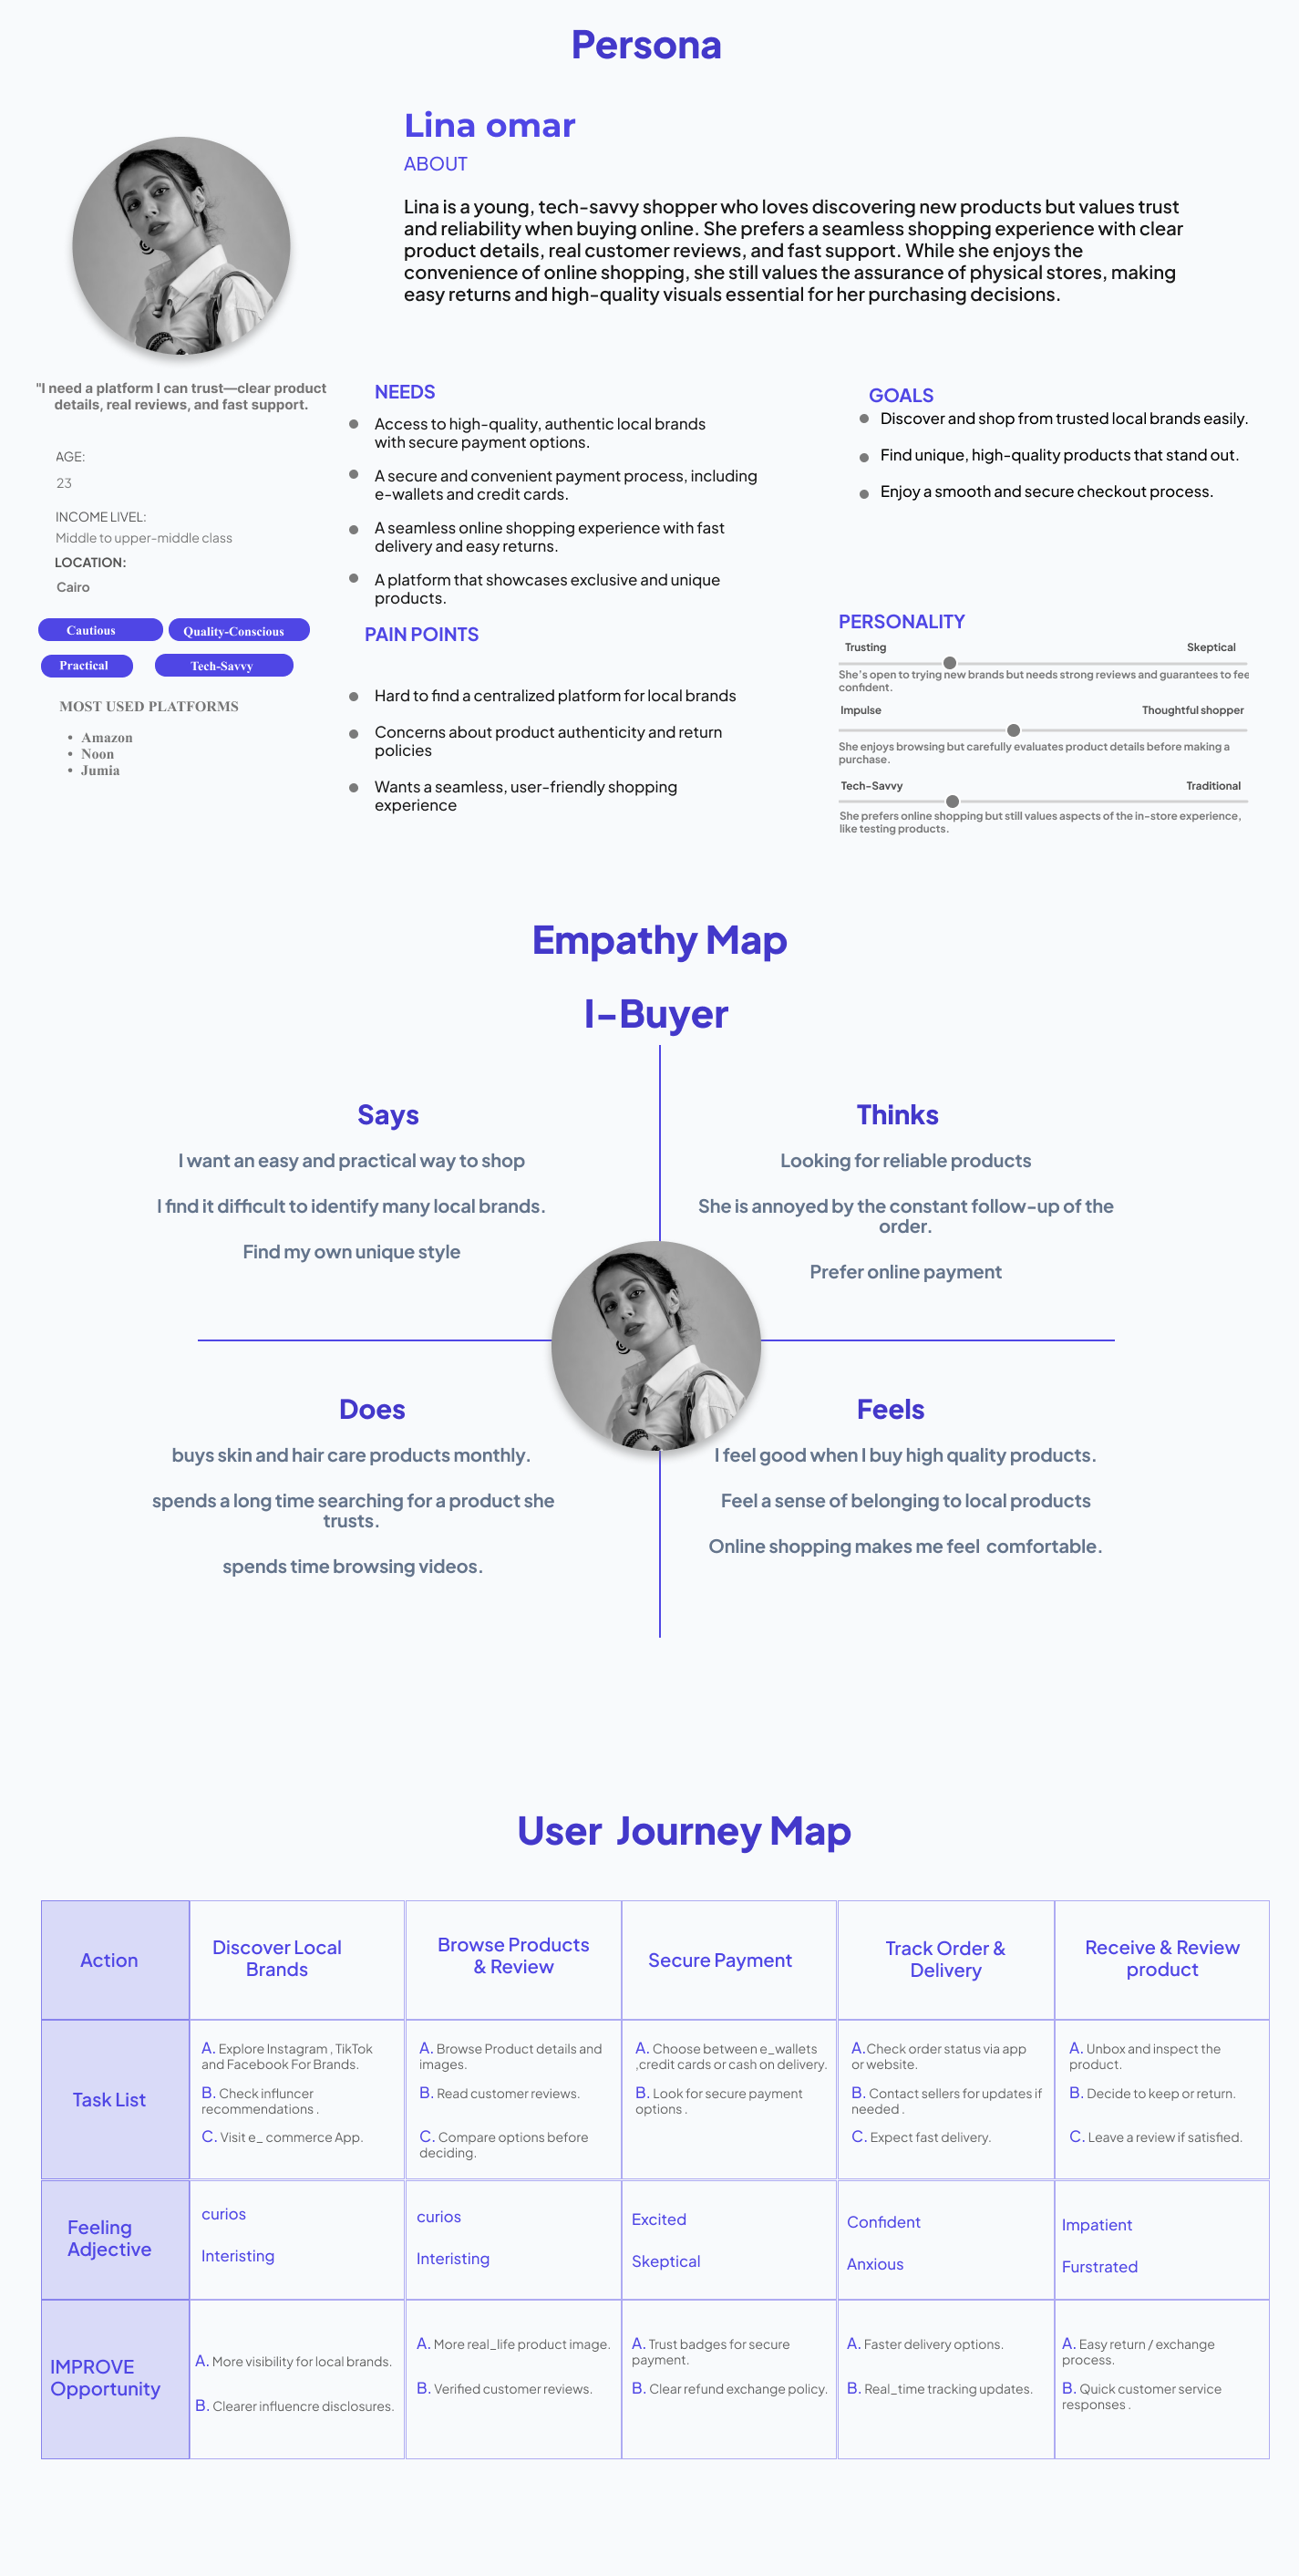 Persona
Lina omar
ABOUT
Lina is a young, tech-savvy shopper who loves discovering new products but values trust
and reliability when buying online. She prefers a seamless shopping experience with clear
product details, real customer reviews, and fast support. While she enjoys the
convenience of online shopping, she still values the assurance of physical stores, making
easy returns and high-quality visuals essential for her purchasing decisions.
"I need a platform I can trust—clear product
details, real reviews, and fast support.
AGE:
23
INCOME LIVEL:
Middle to upper-middle class
LOCATION:
Cairo
Cautious
Quality-Conscious
Practical
Tech-Savvy
MOST USED PLATFORMS
• Amazon
• Noon
• Jumia
NEEDS
Access to high-quality, authentic local brands
with secure payment options.
A secure and convenient payment process, including
e-wallets and credit cards.
A seamless online shopping experience with fast
delivery and easy returns.
A platform that showcases exclusive and unique
products.
PAIN POINTS
Hard to find a centralized platform for local brands
Concerns about product authenticity and return
policies
Wants a seamless, user-friendly shopping
experience
GOALS
Discover and shop from trusted local brands easily.
Find unique, high-quality products that stand out.
Enjoy a smooth and secure checkout process.
PERSONALITY
Trusting
Skeptical
She's open to trying new brands but needs strong reviews and guarantees to fee
confident.
Impulse
Thoughtful shopper
She enjoys browsing but carefully evaluates product details before making a
purchase.
Tech-Savvy
Traditional
She prefers online shopping but still values aspects of the in-store experience,
like testing products.
Empathy Map
I-Buyer
Says
I want an easy and practical way to shop
I find it difficult to identify many local brands.
Find my own unique style
Thinks
Looking for reliable products
She is annoyed by the constant follow-up of the
order.
Prefer online payment
Does
buys skin and hair care products monthly.
spends a long time searching for a product she
trusts.
spends time browsing videos.
Feels
I feel good when I buy high quality products.
Feel a sense of belonging to local products
Online shopping makes me feel comfortable.
User Journey Map
Action
Discover Local
Brands
Browse Products
& Review
Secure Payment
Track Order &
Delivery
Receive & Review
product
Task List
A. Explore Instagram , TikTok
and Facebook For Brands.
B. Check influncer
recommendations .
C. Visit e_ commerce App.
A. Browse Product details and
images.
B. Read customer reviews.
C. Compare options before
deciding.
A. Choose between e_wallets
,credit cards or cash on delivery.
B. Look for secure payment
options .
A.Check order status via app
or website.
B. Contact sellers for updates if
needed .
C. Expect fast delivery.
A. Unbox and inspect the
product.
B. Decide to keep or return.
C. Leave a review if satisfied.
Feeling
Adjective
curios
Interisting
curios
Interisting
Excited
Skeptical
Confident
Anxious
Impatient
Furstrated
IMPROVE
Opportunity
A. More visibility for local brands.
B. Clearer influencre disclosures.
A. More real_life product image.
B. Verified customer reviews.
A. Trust badges for secure
payment.
B. Clear refund exchange policy.
A. Faster delivery options.
B. Real_time tracking updates.
A. Easy return / exchange
process.
B. Quick customer service
responses .